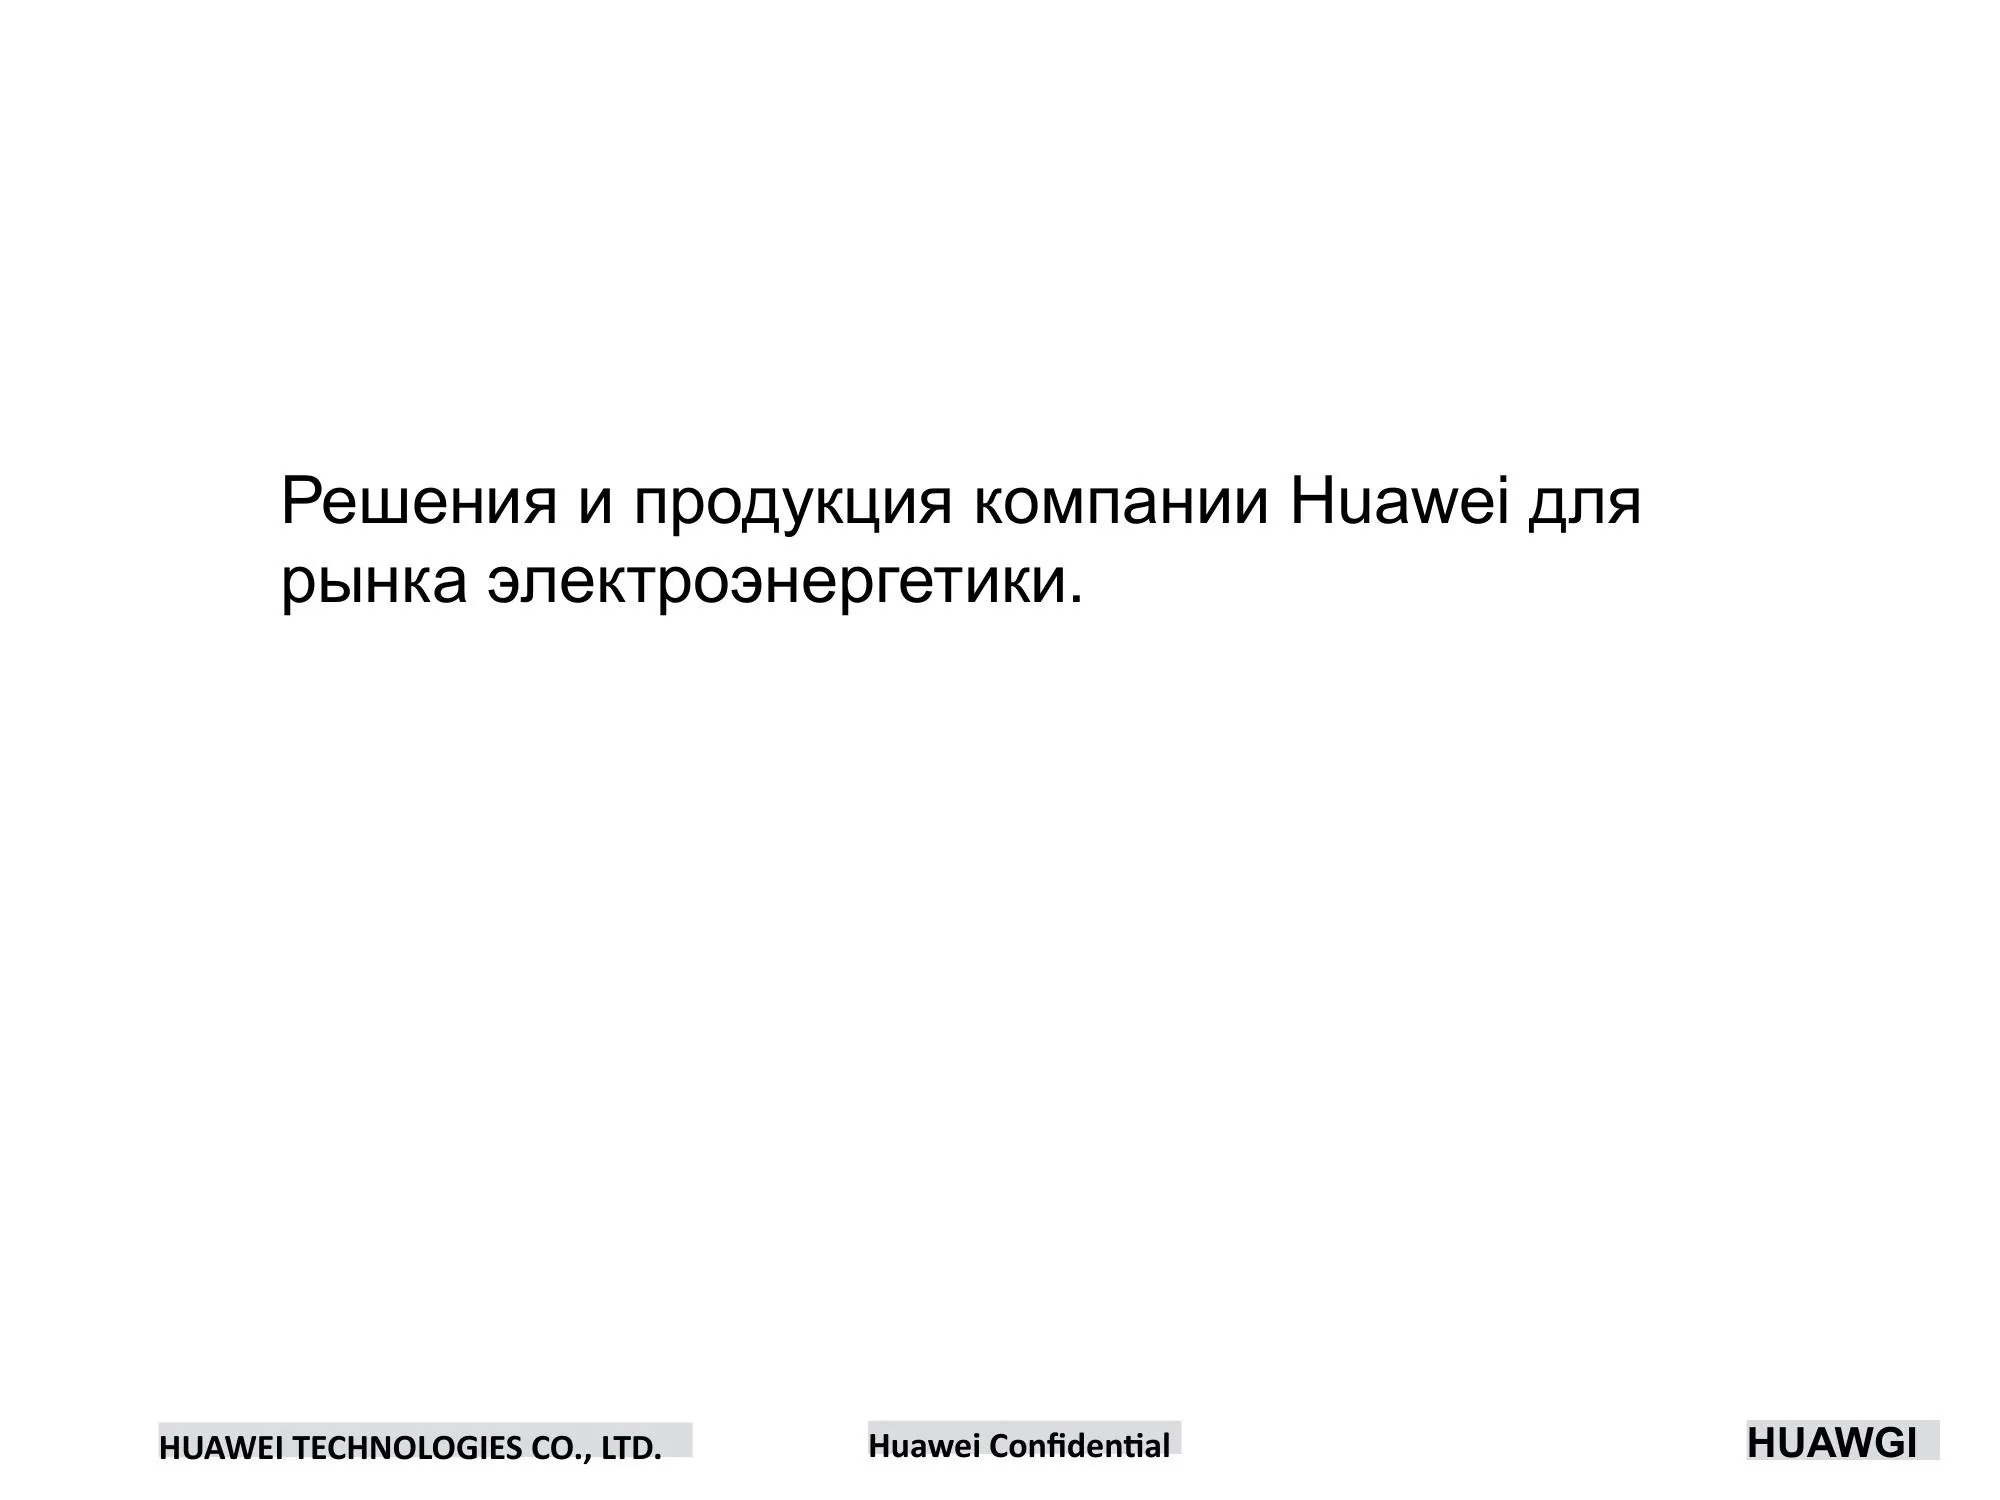 Решения и продукция компании Huawei для
рынка электроэнергетики.
HUAWEI TECHNOLOGIES CO., LTD.
Huawei Confidential
HUAWGI